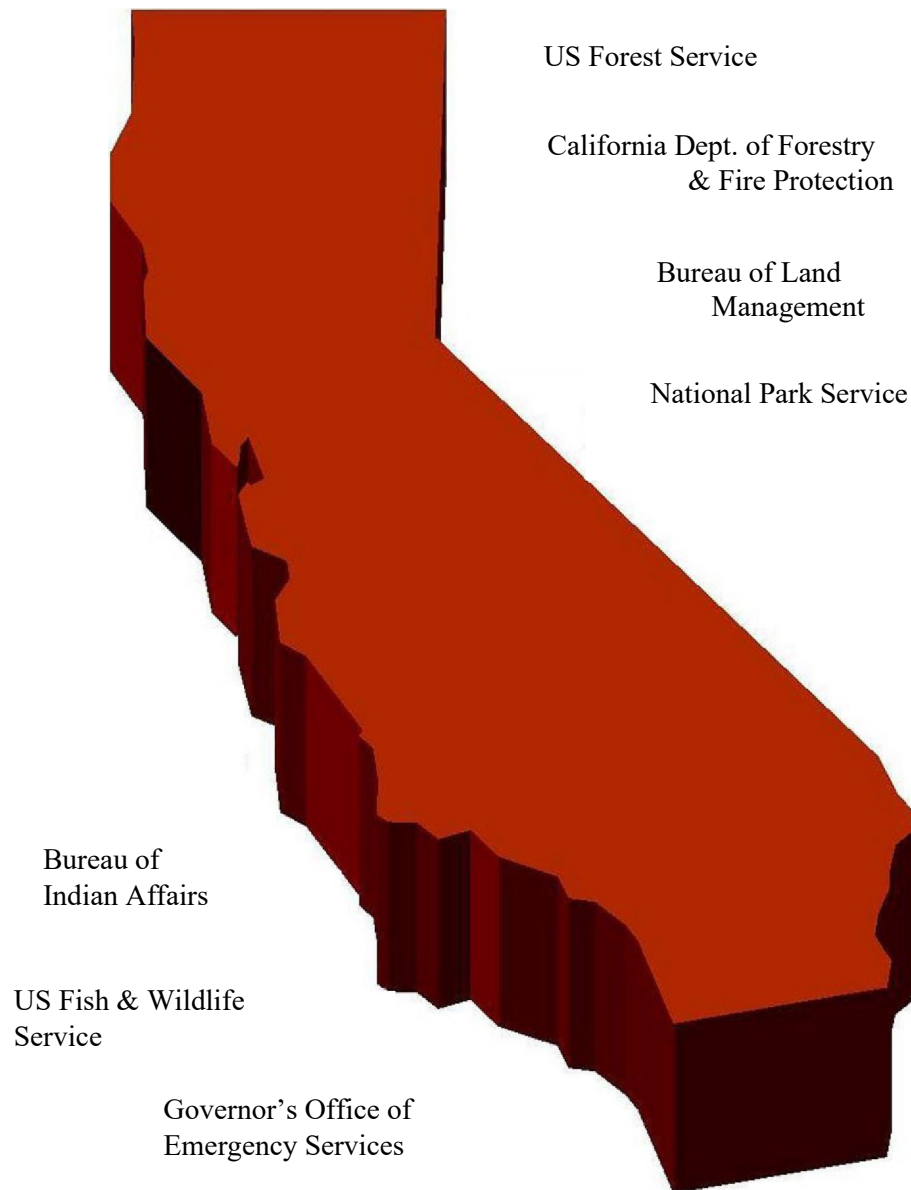 US Forest Service
California Dept. of Forestry
& Fire Protection
Bureau of Land
Management
National Park Service
Bureau of
Indian Affairs
US Fish & Wildlife
Service
Governor’s Office of
Emergency Services